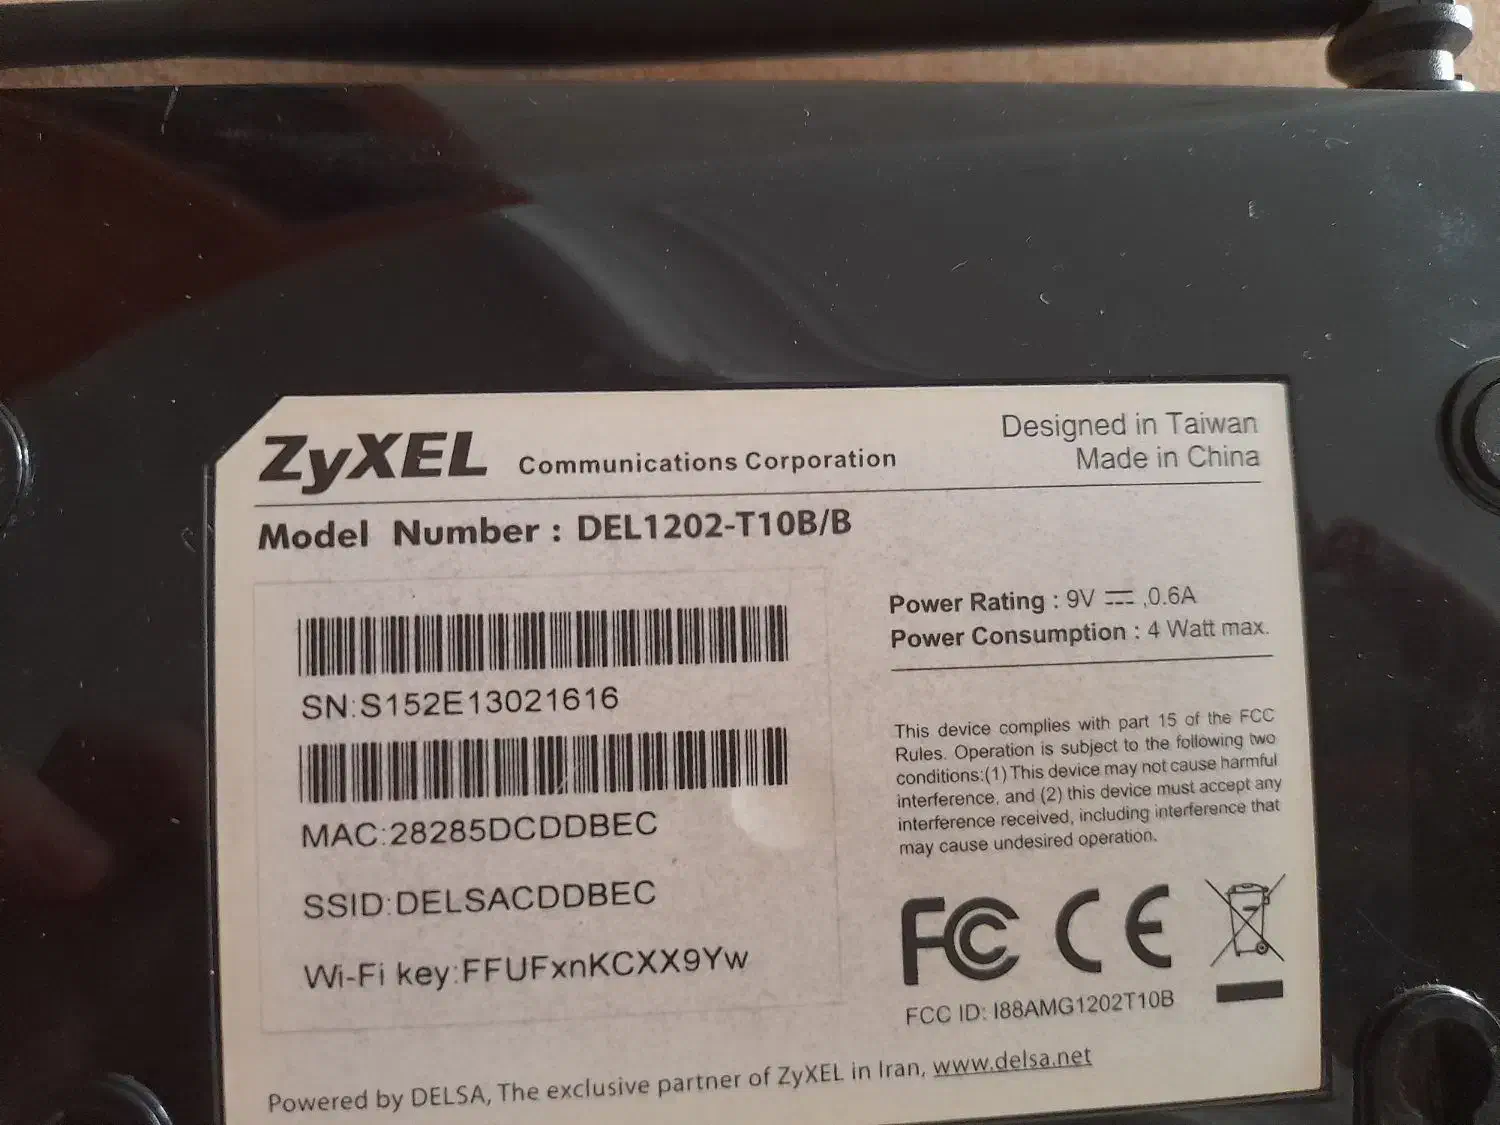 ZyXEL Communications Corporation
Designed in Taiwan
Made in China
Model Number : DEL1202-T10B/B
SN:S152E13021616
MAC:28285DCDDBEC
SSID:DELSACDDBEC
Wi-Fi key:FFUFxnKCXX9Yw
Power Rating : 9V ⎓ ,0.6A
Power Consumption : 4 Watt max.
This device complies with part 15 of the FCC
Rules. Operation is subject to the following two
conditions:(1) This device may not cause harmful
interference, and (2) this device must accept any
interference received, including interference that
may cause undesired operation.
FC CE
FCC ID: I88AMG1202T10B
Powered by DELSA, The exclusive partner of ZyXEL in Iran, www.delsa.net